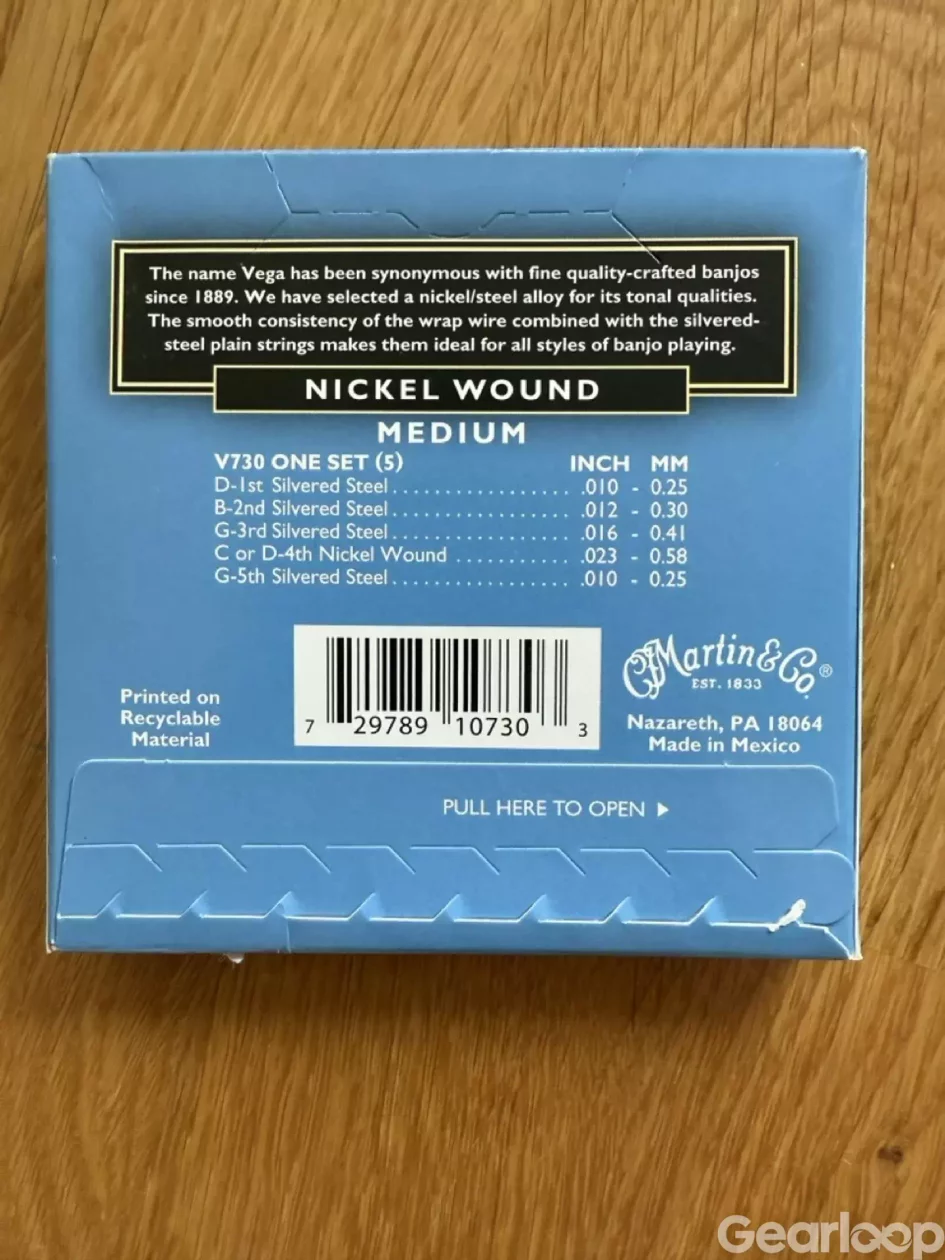 The name Vega has been synonymous with fine quality-crafted banjos
since 1889. We have selected a nickel/steel alloy for its tonal qualities.
The smooth consistency of the wrap wire combined with the silvered-
steel plain strings makes them ideal for all styles of banjo playing.
NICKEL WOUND
MEDIUM
V730 ONE SET (5) INCH MM
D-1st Silvered Steel................ .010 - 0.25
B-2nd Silvered Steel................ .012 - 0.30
G-3rd Silvered Steel................ .016 - 0.41
C or D-4th Nickel Wound ........... .023 - 0.58
G-5th Silvered Steel................ .010 - 0.25
Printed on
Recyclable
Material
7 29789 10730 3
CF Martin & Co.®
EST. 1833
Nazareth, PA 18064
Made in Mexico
PULL HERE TO OPEN ►
Gearloop